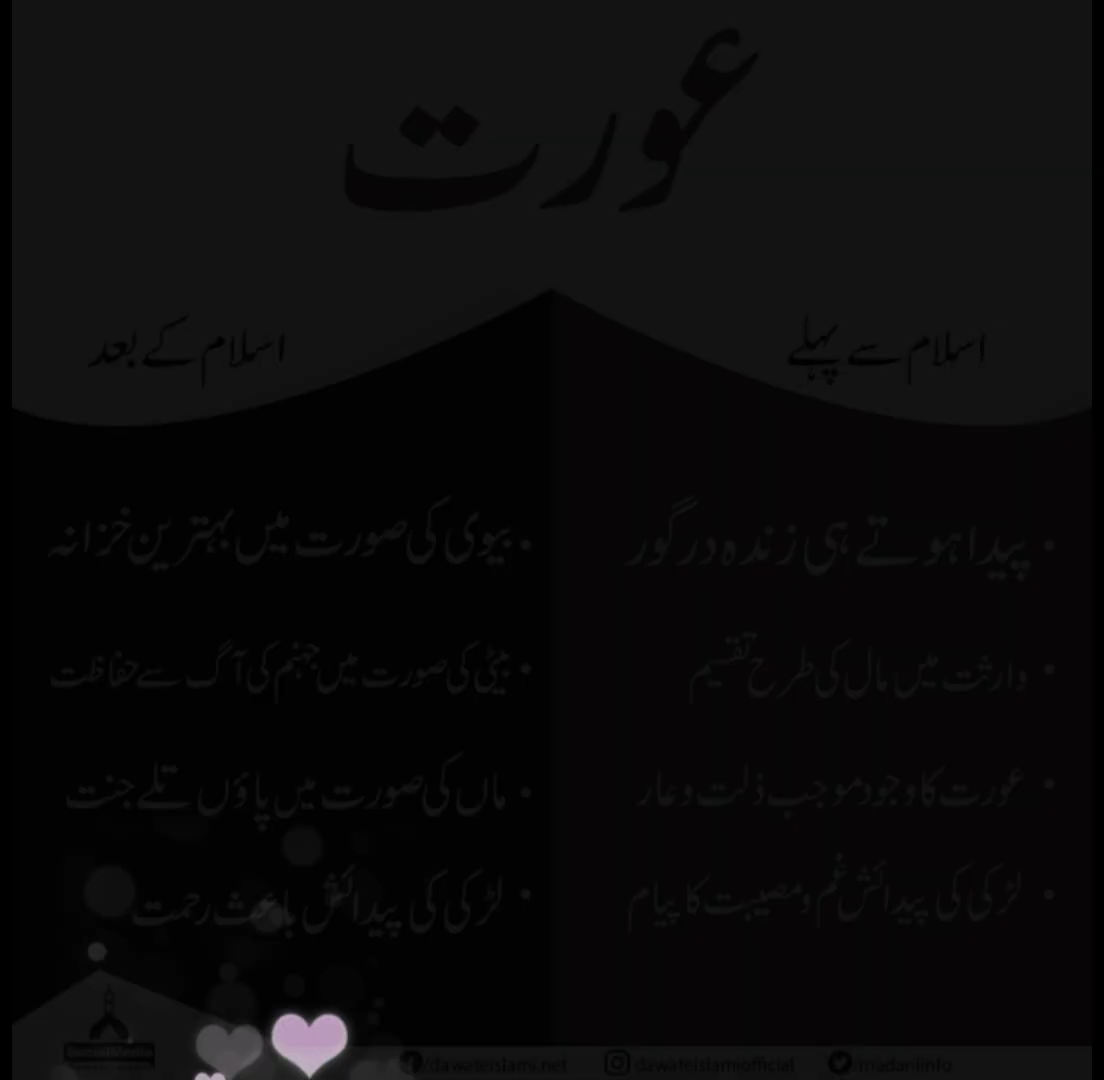 عورت
اسلام سے پہلے
پیدا ہوتے ہی زندہ درگور
وارثت میں مال کی طرح تقسیم
عورت کا وجود موجب ذلت و عار
لڑکی کی پیدائش غم و مصیبت کا پیام
اسلام کے بعد
بیوی کی صورت میں بہترین خزانہ
بیٹی کی صورت میں جہنم کی آگ سے حفاظت
ماں کی صورت میں پاؤں تلے جنت
لڑکی کی پیدائش باعث رحمت
/dawateislami.net
dawateislamiofficial
/madaniinfo